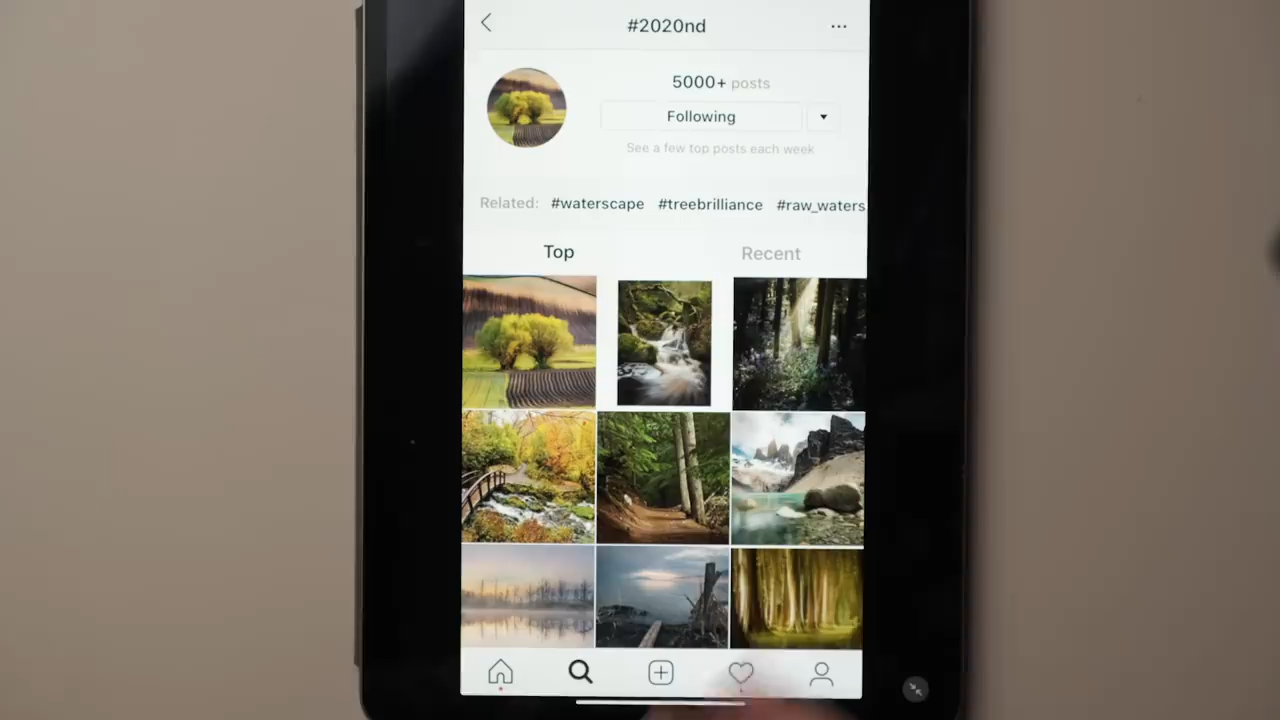 #2020nd
5000+ posts
Following
See a few top posts each week
Related: #waterscape #treebrilliance #raw_waters
Top Recent